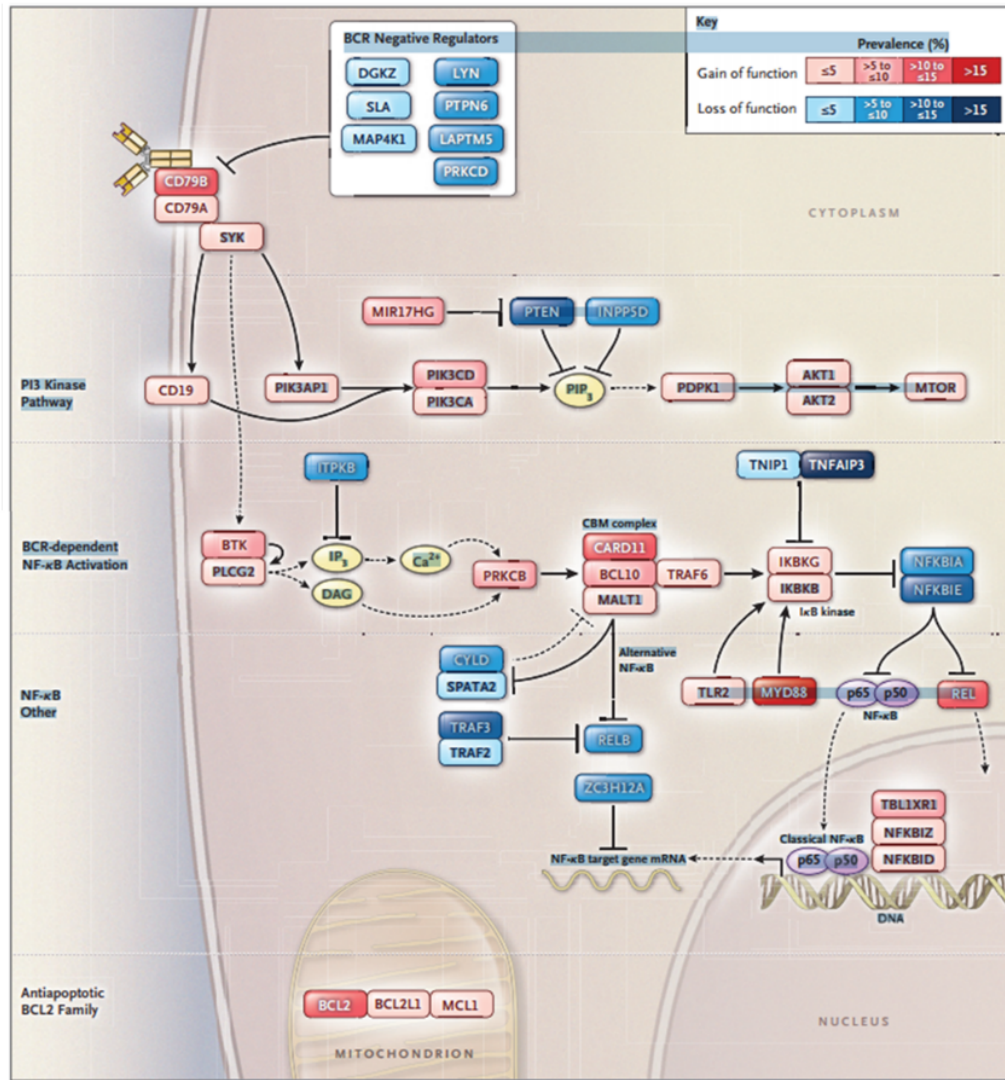 BCR Negative Regulators
DGKZ
LYN
SLA
PTPN6
MAP4K1
LAPTM5
PRKCD
Key
Prevalence (%)
Gain of function
≤5
>5 to ≤10
>10 to ≤15
>15
Loss of function
≤5
>5 to ≤10
>10 to ≤15
>15
CD79B
CD79A
SYK
CYTOPLASM
PI3 Kinase
Pathway
MIR17HG
PTEN
INPP5D
CD19
PIK3AP1
PIK3CD
PIK3CA
PIP3
PDPK1
AKT1
AKT2
MTOR
BCR-dependent
NF-κB Activation
ITPKB
TNIP1
TNFAIP3
BTK
PLCG2
IP3
Ca2+
DAG
PRKCB
CBM complex
CARD11
BCL10
MALT1
TRAF6
IKBKG
IKBKB
IκB kinase
NFKBIA
NFKBIE
NF-κB
Other
CYLD
SPATA2
Alternative
NF-κB
TLR2
MYD88
p65
p50
NF-κB
REL
TRAF3
TRAF2
RELB
ZC3H12A
NF-κB target gene mRNA
Classical NF-κB
p65
p50
TBL1XR1
NFKBIZ
NFKBID
DNA
Antiapoptotic
BCL2 Family
BCL2
BCL2L1
MCL1
MITOCHONDRION
NUCLEUS